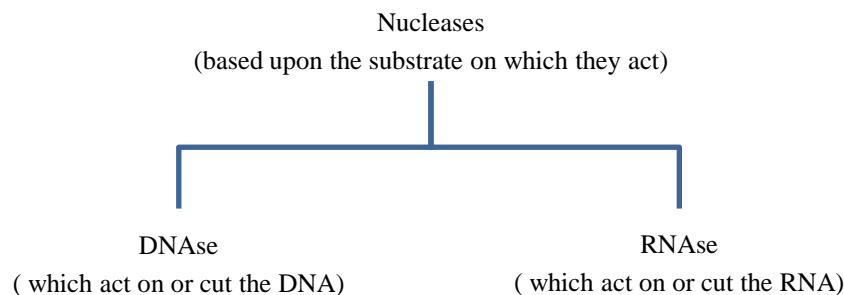 Nucleases
(based upon the substrate on which they act)
DNAse
( which act on or cut the DNA)
RNAse
( which act on or cut the RNA)